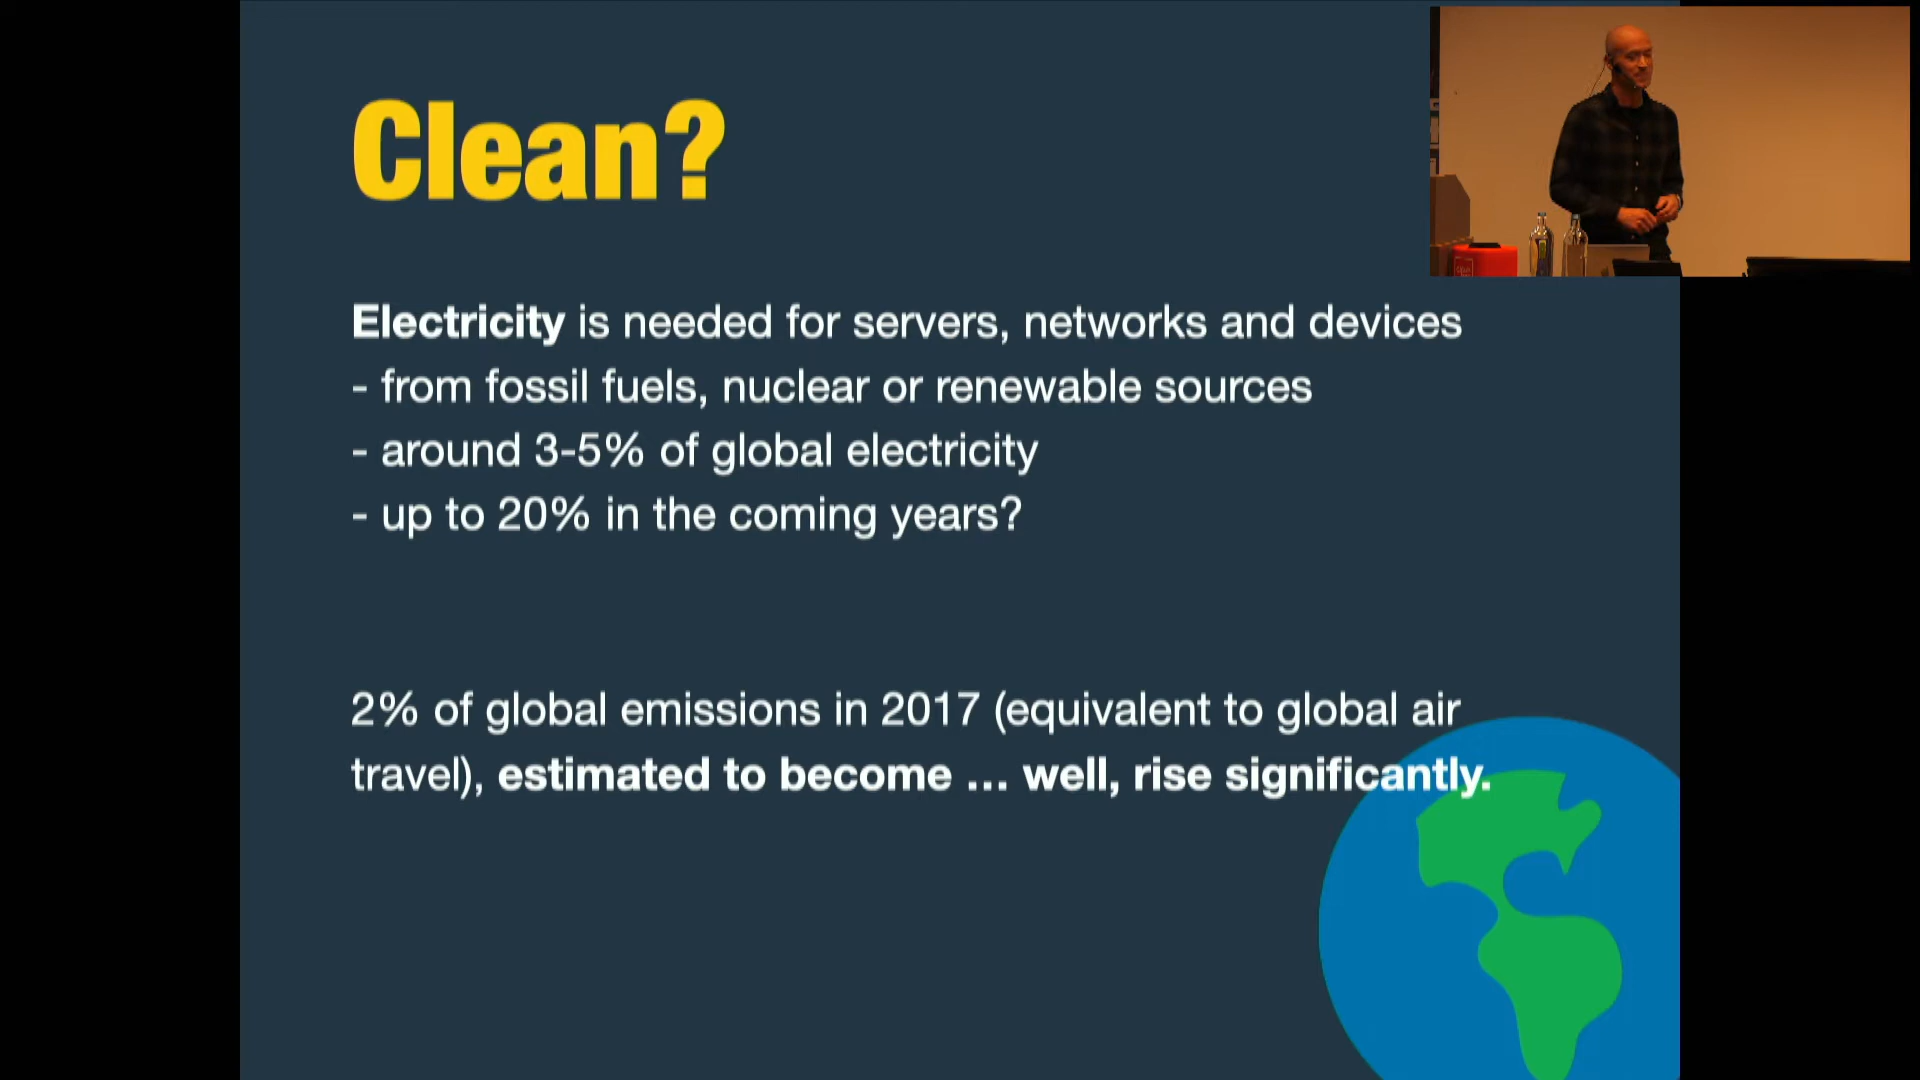 Clean?
Electricity is needed for servers, networks and devices
- from fossil fuels, nuclear or renewable sources
- around 3-5% of global electricity
- up to 20% in the coming years?
2% of global emissions in 2017 (equivalent to global air
travel), estimated to become … well, rise significantly.